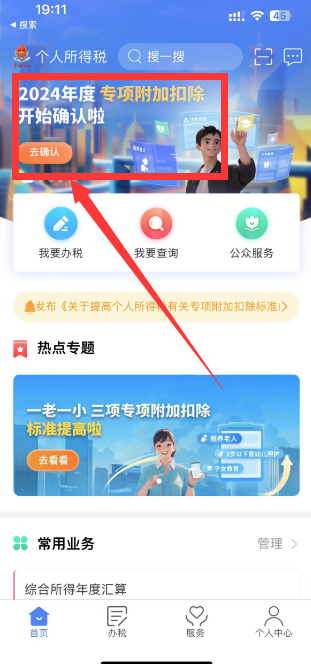 19:11
45
搜索
个人所得税
搜一搜
2024年度 专项附加扣除
开始确认啦
去确认
我要办税
我要查询
公众服务
发布《关于提高个人所得税有关专项附加扣除标准
热点专题
一老一小 三项专项附加扣除
标准提高啦
去看看
赡养老人
3岁以下婴幼儿照护
子女教育
常用业务
管理
综合所得年度汇算
首页
办税
服务
个人中心